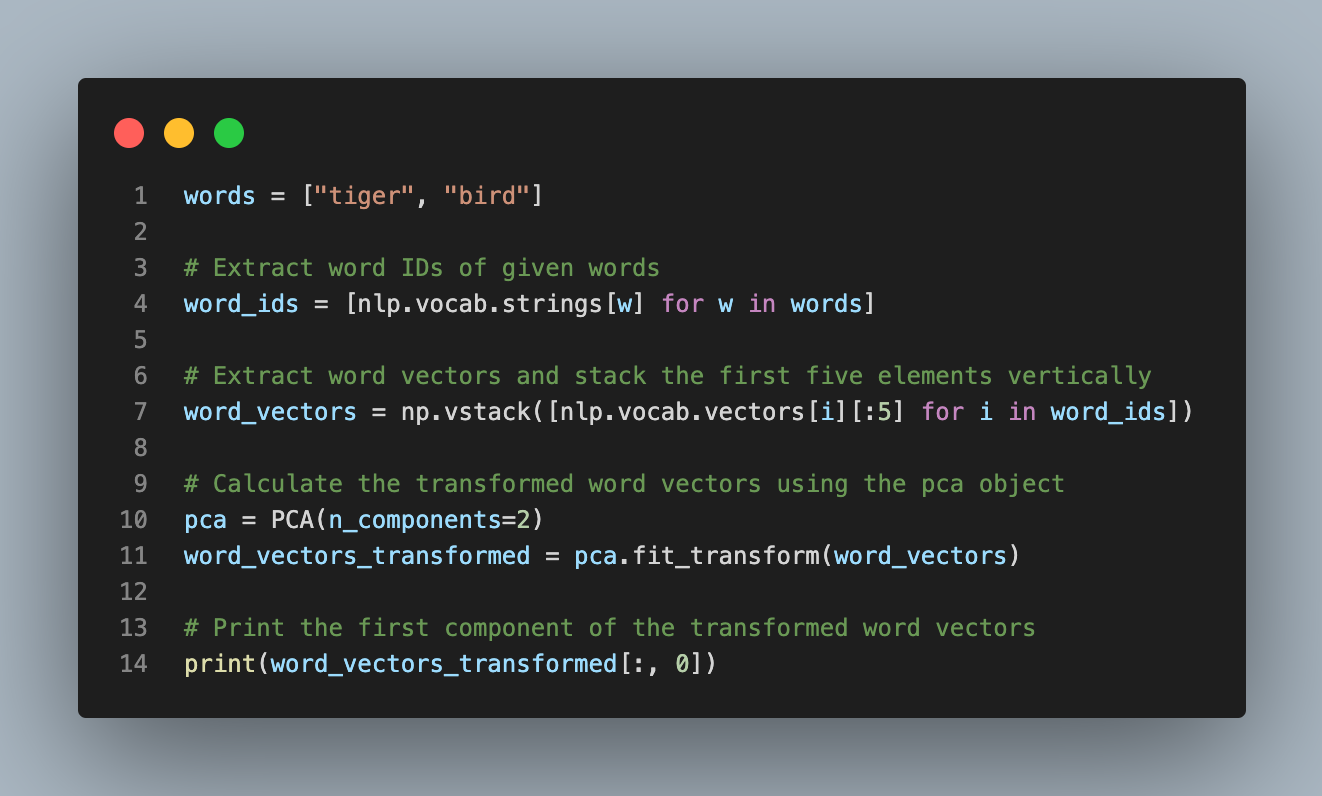 1 words = ["tiger", "bird"]
2
3 # Extract word IDs of given words
4 word_ids = [nlp.vocab.strings[w] for w in words]
5
6 # Extract word vectors and stack the first five elements vertically
7 word_vectors = np.vstack([nlp.vocab.vectors[i][:5] for i in word_ids])
8
9 # Calculate the transformed word vectors using the pca object
10 pca = PCA(n_components=2)
11 word_vectors_transformed = pca.fit_transform(word_vectors)
12
13 # Print the first component of the transformed word vectors
14 print(word_vectors_transformed[:, 0])